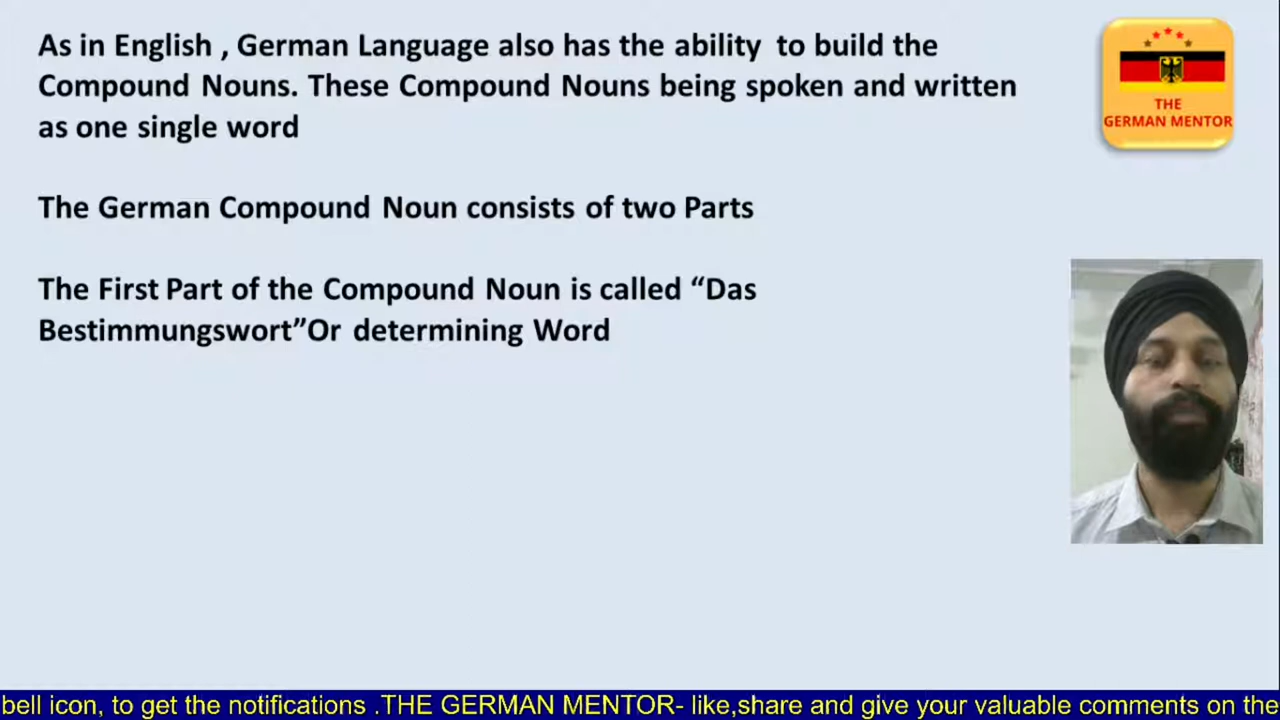 As in English , German Language also has the ability to build the
Compound Nouns. These Compound Nouns being spoken and written
as one single word
THE
GERMAN MENTOR
The German Compound Noun consists of two Parts
The First Part of the Compound Noun is called “Das
Bestimmungswort”Or determining Word
bell icon, to get the notifications .THE GERMAN MENTOR- like,share and give your valuable comments on the